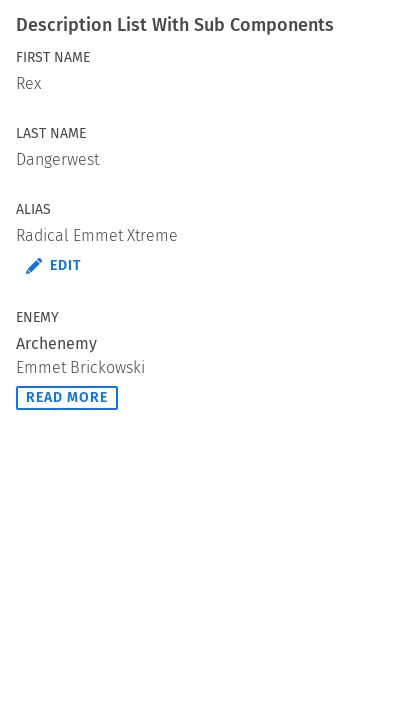 Description List With Sub Components
FIRST NAME
Rex
LAST NAME
Dangerwest
ALIAS
Radical Emmet Xtreme
EDIT
ENEMY
Archenemy
Emmet Brickowski
READ MORE